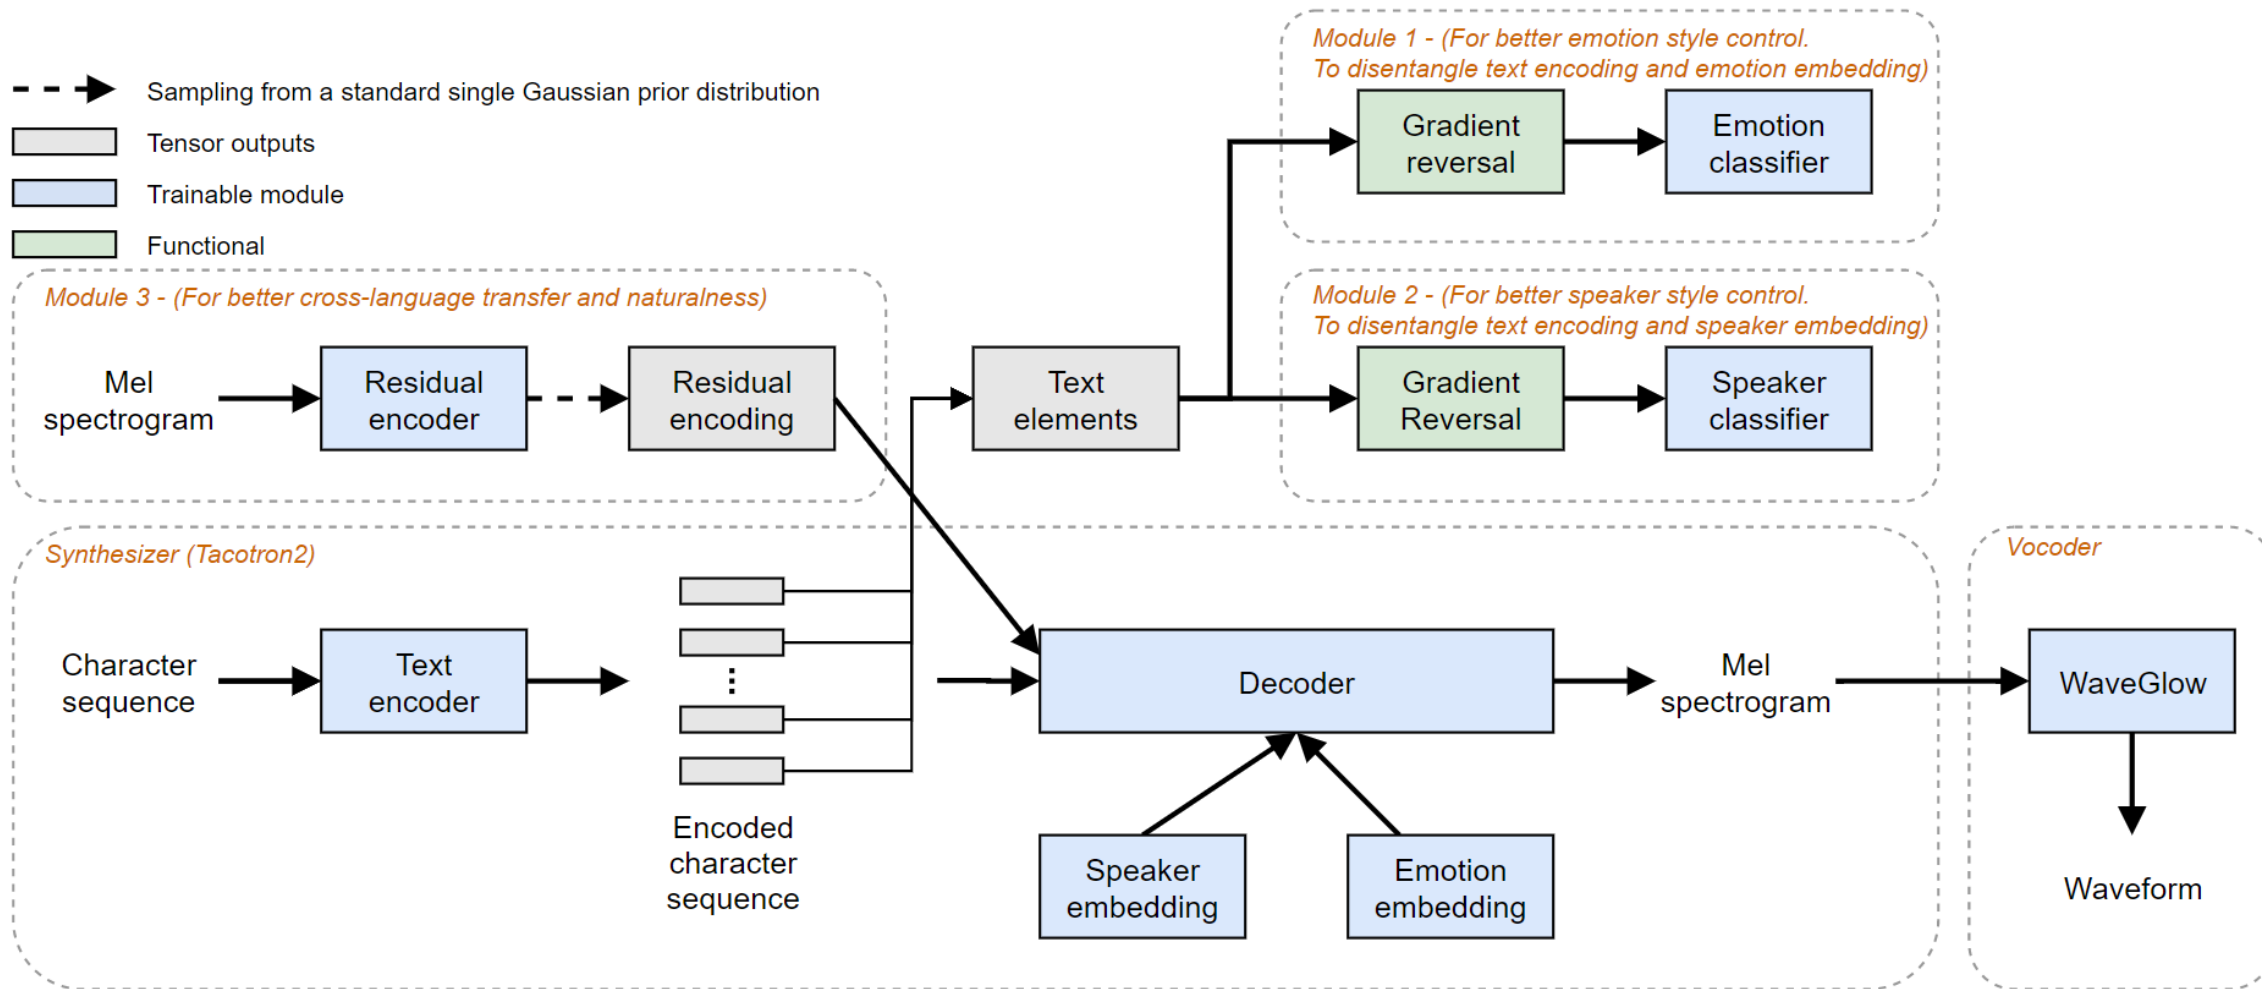 Sampling from a standard single Gaussian prior distribution
Tensor outputs
Trainable module
Functional
Module 1 - (For better emotion style control.
To disentangle text encoding and emotion embedding)
Gradient
reversal
Emotion
classifier
Module 3 - (For better cross-language transfer and naturalness)
Mel
spectrogram
Residual
encoder
Residual
encoding
Text
elements
Module 2 - (For better speaker style control.
To disentangle text encoding and speaker embedding)
Gradient
Reversal
Speaker
classifier
Synthesizer (Tacotron2)
Character
sequence
Text
encoder
Encoded
character
sequence
Decoder
Speaker
embedding
Emotion
embedding
Mel
spectrogram
Vocoder
WaveGlow
Waveform